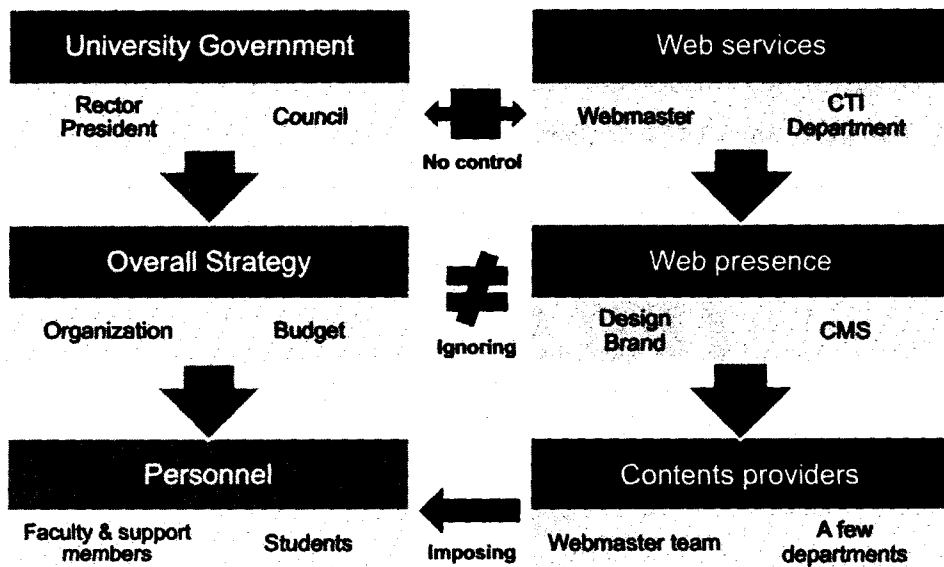 University Government
Web services
Rector
President
Council
No control
Webmaster
CTI
Department
Overall Strategy
Web presence
Organization
Budget
Ignoring
Design
Brand
CMS
Personnel
Contents providers
Faculty & support
members
Students
Imposing
Webmaster team
A few
departments